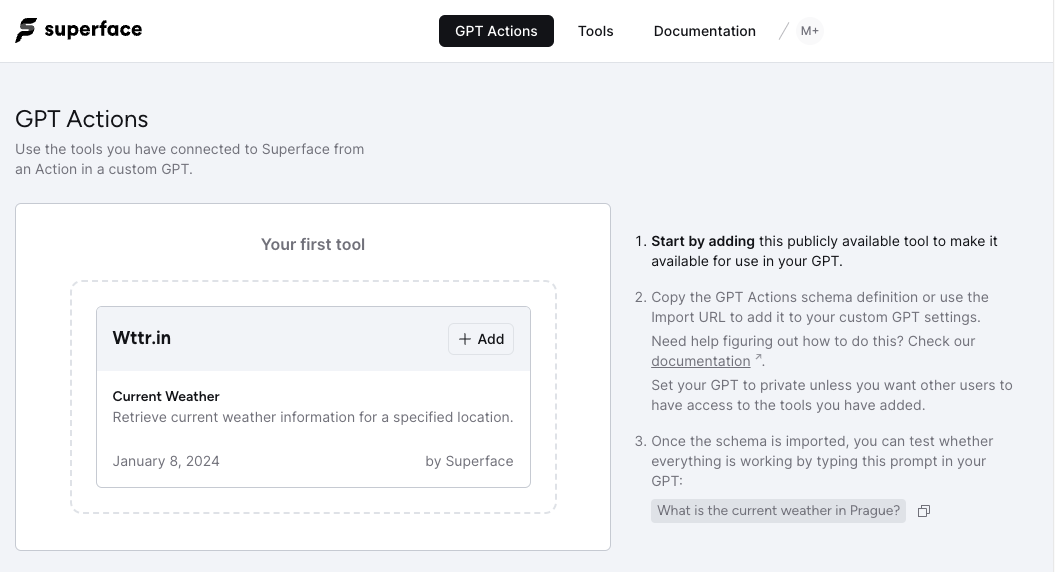 superface
GPT Actions
Tools
Documentation
M+
GPT Actions
Use the tools you have connected to Superface from
an Action in a custom GPT.
Your first tool
Wttr.in
+ Add
Current Weather
Retrieve current weather information for a specified location.
January 8, 2024
by Superface
1. Start by adding this publicly available tool to make it
available for use in your GPT.
2. Copy the GPT Actions schema definition or use the
Import URL to add it to your custom GPT settings.
Need help figuring out how to do this? Check our
documentation ↗.
Set your GPT to private unless you want other users to
have access to the tools you have added.
3. Once the schema is imported, you can test whether
everything is working by typing this prompt in your
GPT:
What is the current weather in Prague?